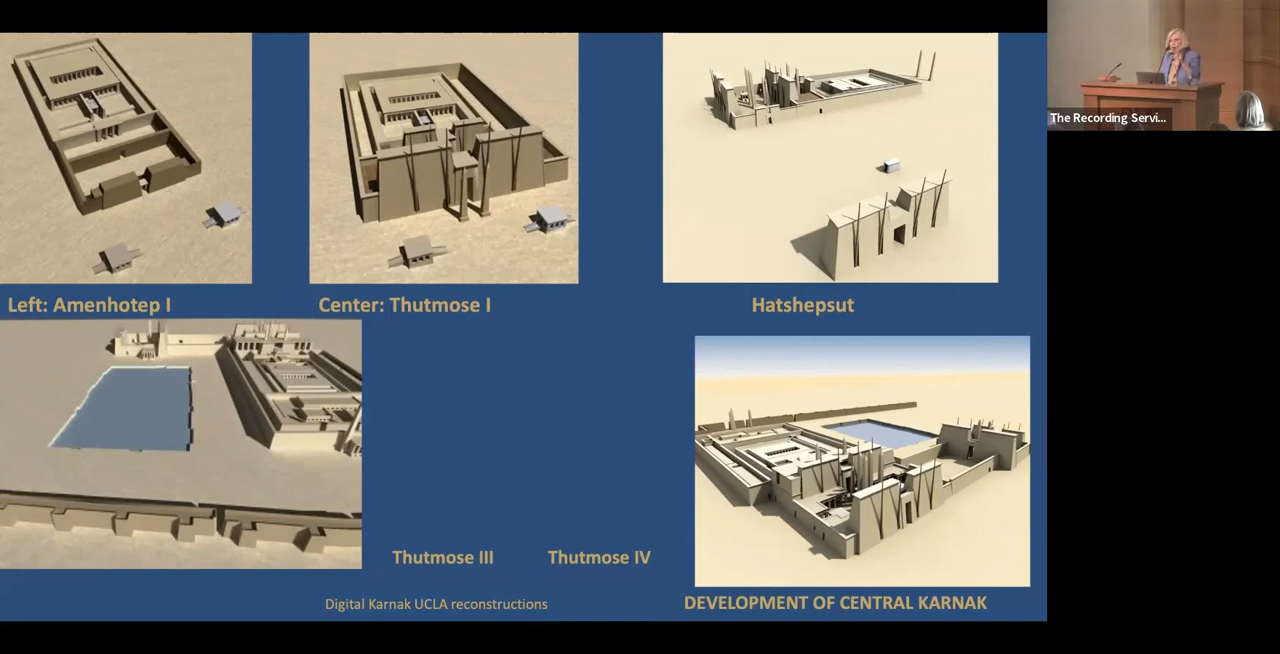 The Recording Servi...
Left: Amenhotep I
Center: Thutmose I
Hatshepsut
Thutmose III
Thutmose IV
Digital Karnak UCLA reconstructions
DEVELOPMENT OF CENTRAL KARNAK